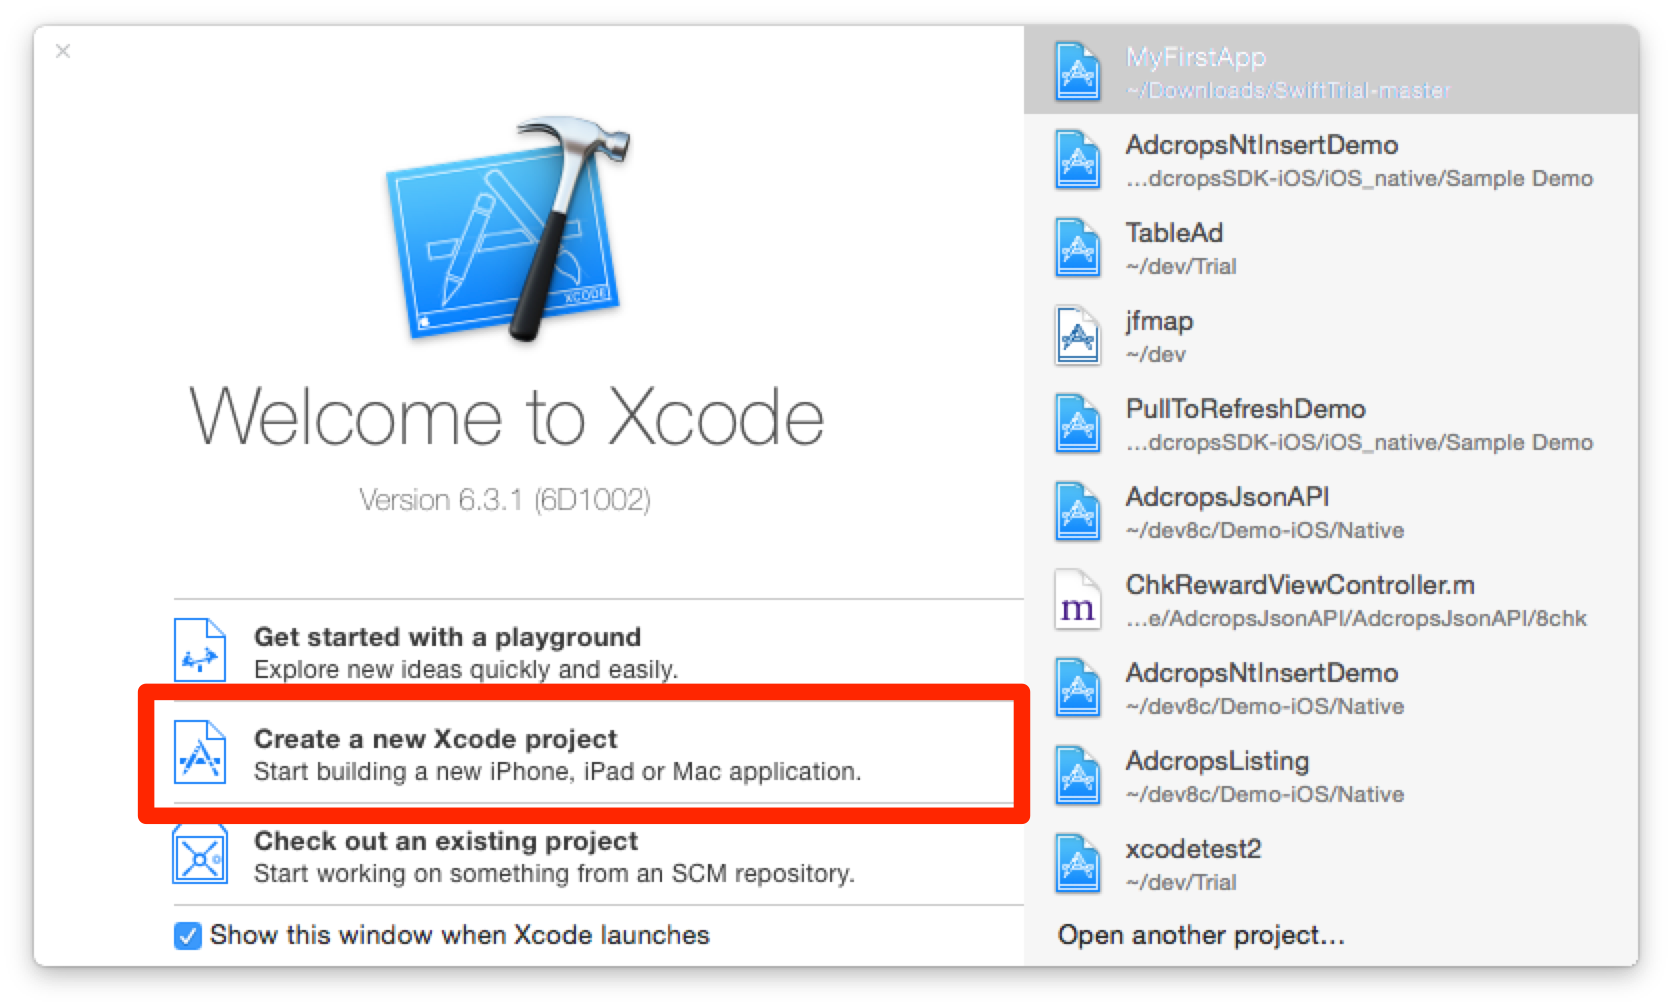 XCODE
Welcome to Xcode
Version 6.3.1 (6D1002)
Get started with a playground
Explore new ideas quickly and easily.
Create a new Xcode project
Start building a new iPhone, iPad or Mac application.
Check out an existing project
Start working on something from an SCM repository.
Show this window when Xcode launches
MyFirstApp
~/Downloads/SwiftTrial-master
AdcropsNtInsertDemo
...dcropsSDK-iOS/iOS_native/Sample Demo
TableAd
~/dev/Trial
jfmap
~/dev
PullToRefreshDemo
...dcropsSDK-iOS/iOS_native/Sample Demo
AdcropsJsonAPI
~/dev8c/Demo-iOS/Native
m
ChkRewardViewController.m
...e/AdcropsJsonAPI/AdcropsJsonAPI/8chk
AdcropsNtInsertDemo
~/dev8c/Demo-iOS/Native
AdcropsListing
~/dev8c/Demo-iOS/Native
xcodetest2
~/dev/Trial
Open another project...